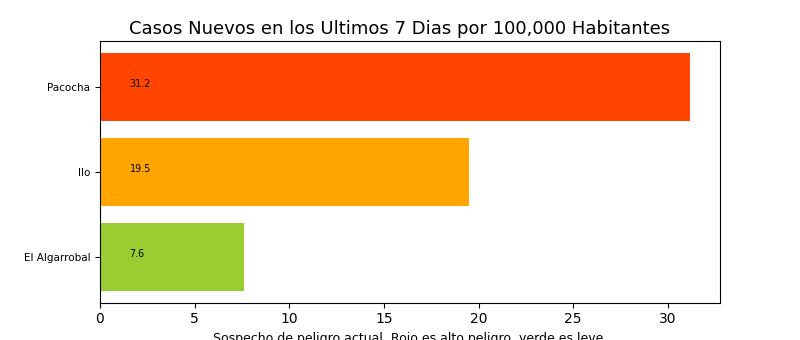 Casos Nuevos en los Ultimos 7 Dias por 100,000 Habitantes
Pacocha
31.2
Ilo
19.5
El Algarrobal
7.6
0 5 10 15 20 25 30
Sospecho de peligro actual. Rojo es alto peligro, verde es leve